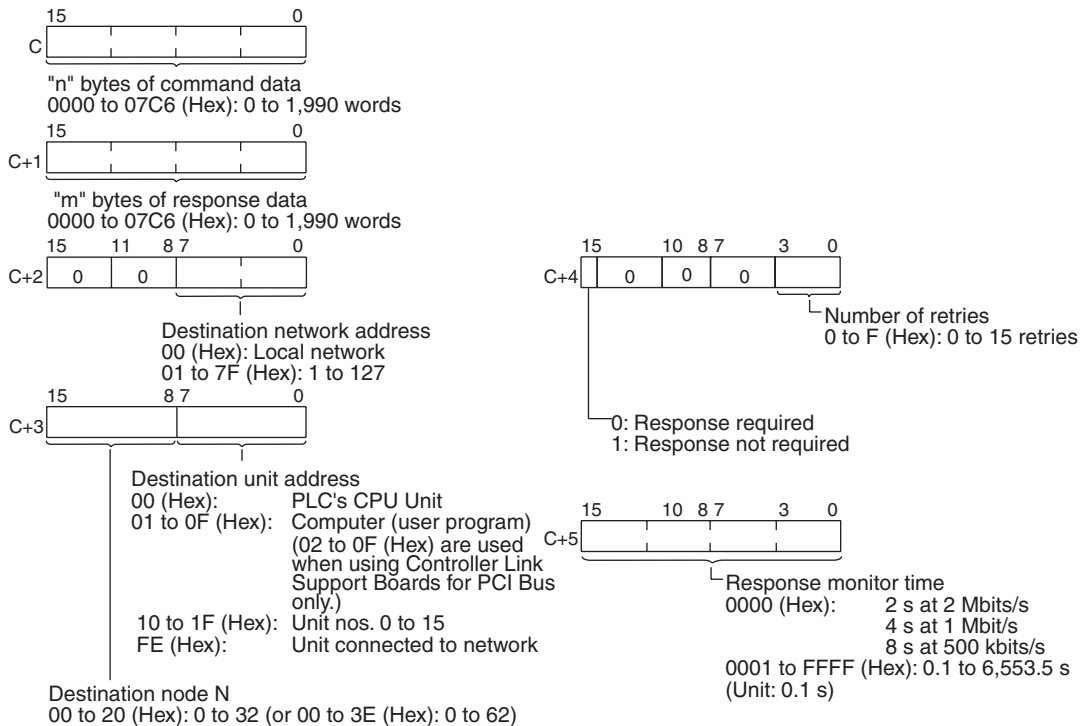 15 0
C
"n" bytes of command data
0000 to 07C6 (Hex): 0 to 1,990 words
15 0
C+1
"m" bytes of response data
0000 to 07C6 (Hex): 0 to 1,990 words
15 11 8 7 0
C+2 0 0
Destination network address
00 (Hex): Local network
01 to 7F (Hex): 1 to 127
15 8 7 0
C+3
Destination unit address
00 (Hex): PLC's CPU Unit
01 to 0F (Hex): Computer (user program)
(02 to 0F (Hex) are used
when using Controller Link
Support Boards for PCI Bus
only.)
10 to 1F (Hex): Unit nos. 0 to 15
FE (Hex): Unit connected to network
Destination node N
00 to 20 (Hex): 0 to 32 (or 00 to 3E (Hex): 0 to 62)
15 10 8 7 3 0
C+4 0 0 0
Number of retries
0 to F (Hex): 0 to 15 retries
0: Response required
1: Response not required
15 10 8 7 3 0
C+5
Response monitor time
0000 (Hex): 2 s at 2 Mbits/s
4 s at 1 Mbit/s
8 s at 500 kbits/s
0001 to FFFF (Hex): 0.1 to 6,553.5 s
(Unit: 0.1 s)